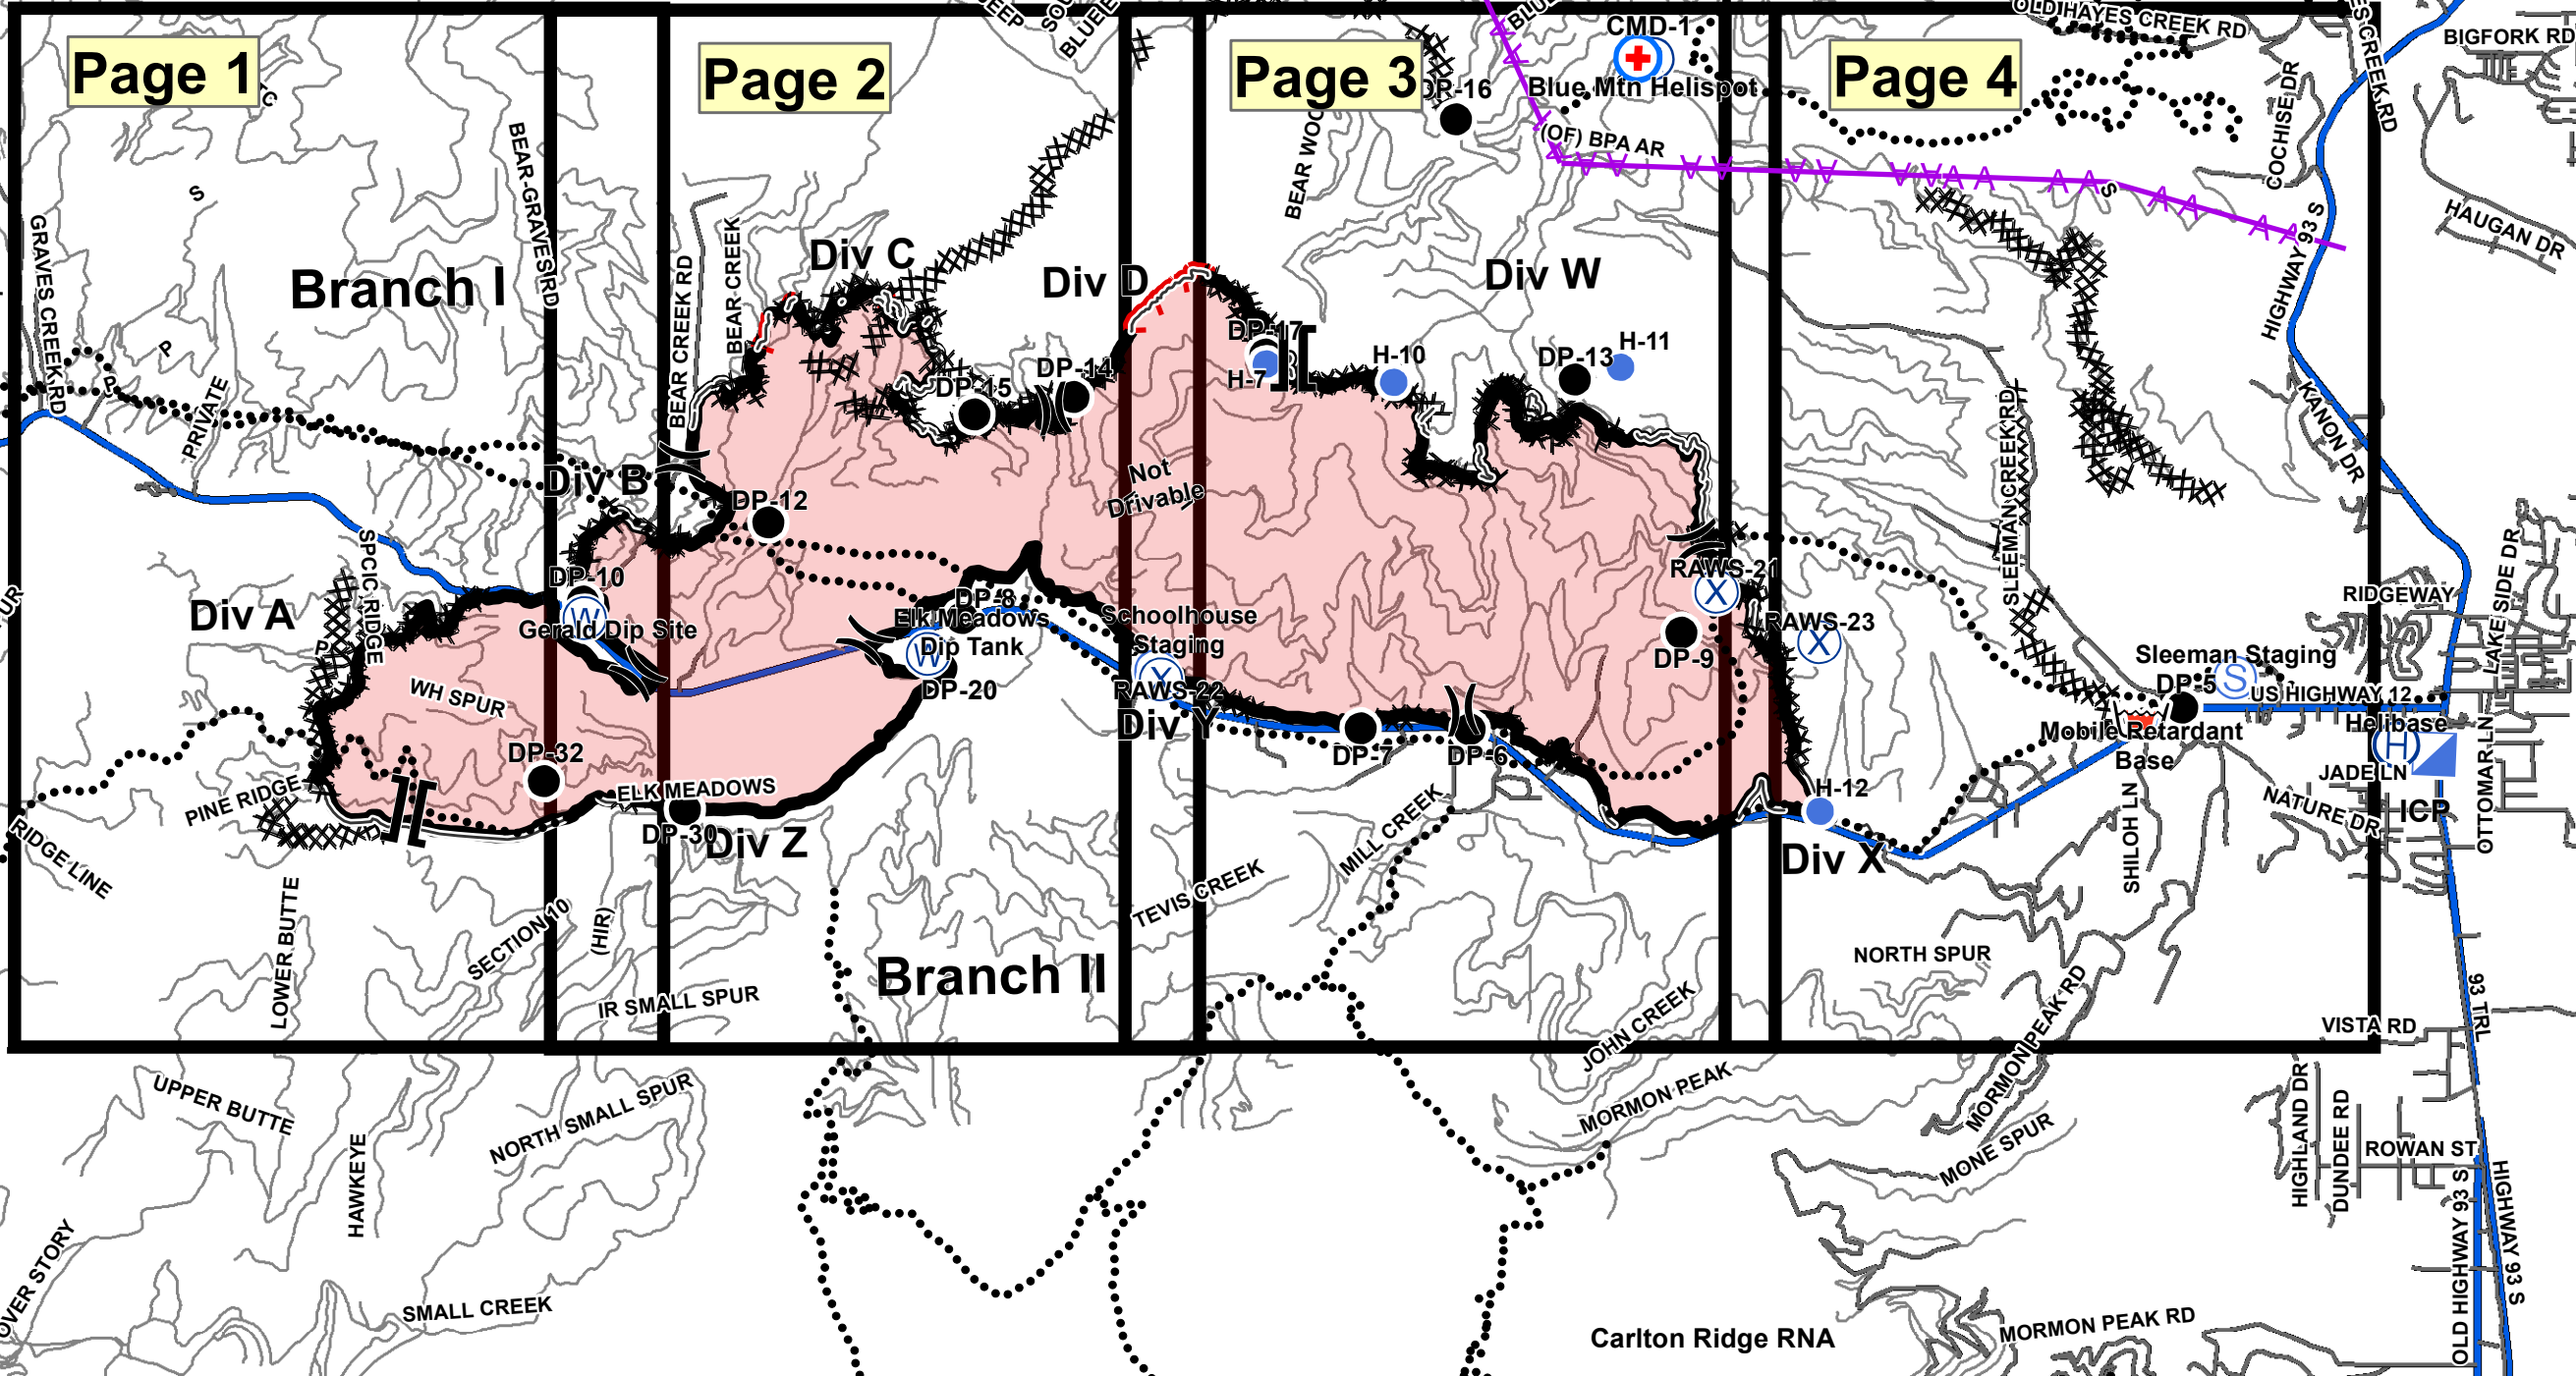 Page 1
Page 2
Page 3
Page 4
OLD HAYES CREEK RD
BIGFORK RD
CMD-1
Blue Mtn Helispot
DP-16
(OF) BPA AR
COCHISE DR
HAUGAN DR
HIGHWAY 93 S
KANON DR
S
S
P
P
P
GRAVES CREEK RD
BEAR-GRAVES RD
Branch I
PRIVATE
BEAR CREEK RD
BEAR CREEK
Div C
Div D
Div W
DP-17
H-7
H-10
DP-13
H-11
DP-15
DP-14
Not
Drivable
Div B
DP-12
SPCIC RIDGE
SLEEMAN CREEK RD
DP-10
W
Gerald Dip Site
Div A
WH SPUR
DP-8
Elk Meadows
Dip Tank
W
DP-20
Schoolhouse
Staging
X
RAWS-22
Div Y
RAWS-21
X
RAWS-23
X
DP-9
RIDGEWAY
LAKE SIDE DR
Sleeman Staging
S
DP-5
US HIGHWAY 12
Mobile Retardant
Base
Helibase
H
JADE LN
NATURE DR
ICP
OTTOMAR LN
DP-7
DP-6
DP-32
PINE RIDGE
RIDGE LINE
ELK MEADOWS
DP-30
Div Z
H-12
Div X
SHILOH LN
MILL CREEK
TEVIS CREEK
LOWER BUTTE
SECTION 10
(HIR)
IR SMALL SPUR
Branch II
NORTH SPUR
JOHN CREEK
MORMON PEAK RD
93 TRL
VISTA RD
UPPER BUTTE
NORTH SMALL SPUR
HAWKEYE
MORMON PEAK
MONE SPUR
HIGHLAND DR
DUNDEE RD
ROWAN ST
OLD HIGHWAY 93 S
HIGHWAY 93 S
OVER STORY
SMALL CREEK
Carlton Ridge RNA
MORMON PEAK RD